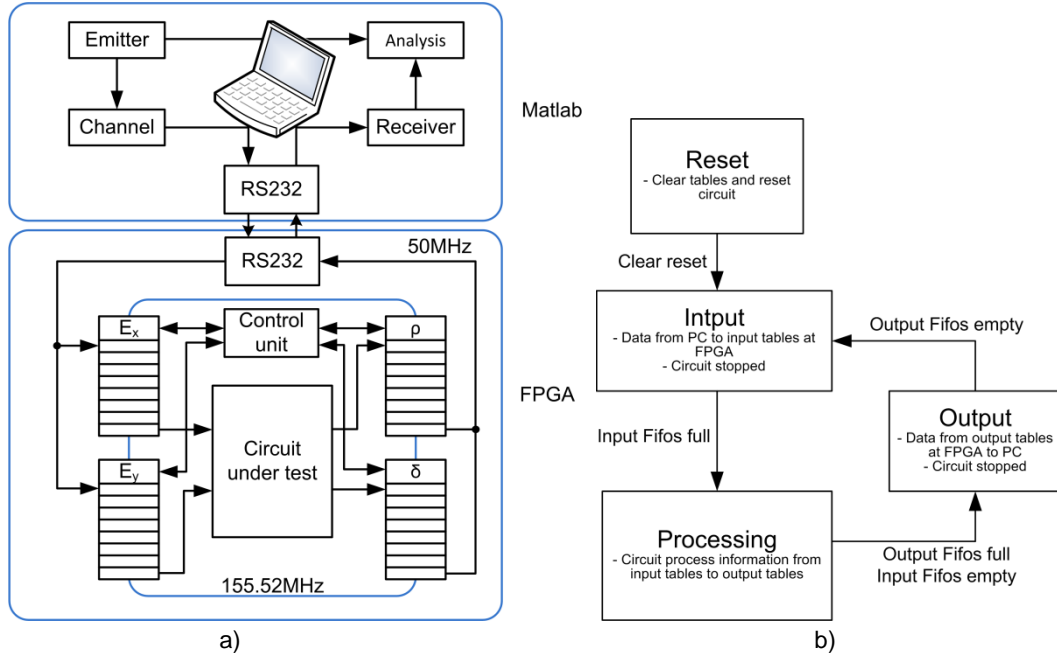 Emitter
Analysis
Channel
Receiver
RS232
Matlab
RS232
50MHz
Eₓ
Control
unit
ρ
FPGA
Circuit
under test
E_y
δ
155.52MHz
a)
Reset
- Clear tables and reset
circuit
Clear reset
Intput
- Data from PC to input tables at
FPGA
- Circuit stopped
Output Fifos empty
Input Fifos full
Output
- Data from output tables
at FPGA to PC
- Circuit stopped
Processing
- Circuit process information from
input tables to output tables
Output Fifos full
Input Fifos empty
b)